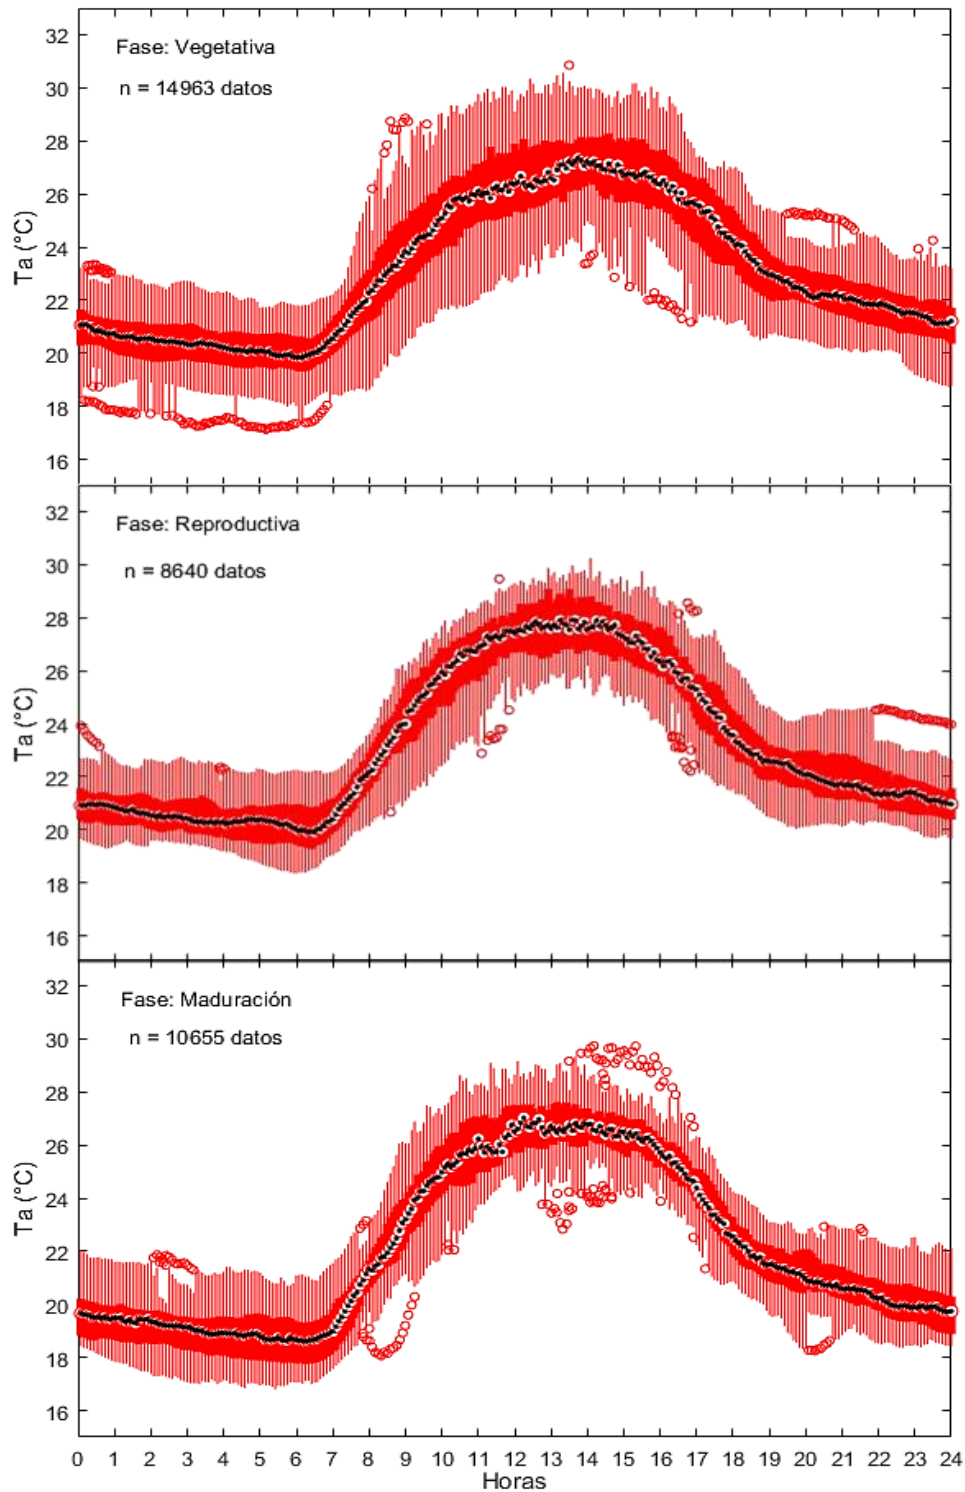 32
Fase: Vegetativa
30
n = 14963 datos
28
26
Ta (°C)
24
22
20
18
16
32
Fase: Reproductiva
30
n = 8640 datos
28
26
Ta (°C)
24
22
20
18
16
32
Fase: Maduración
30
n = 10655 datos
28
26
Ta (°C)
24
22
20
18
16
0 1 2 3 4 5 6 7 8 9 10 11 12 13 14 15 16 17 18 19 20 21 22 23 24
Horas